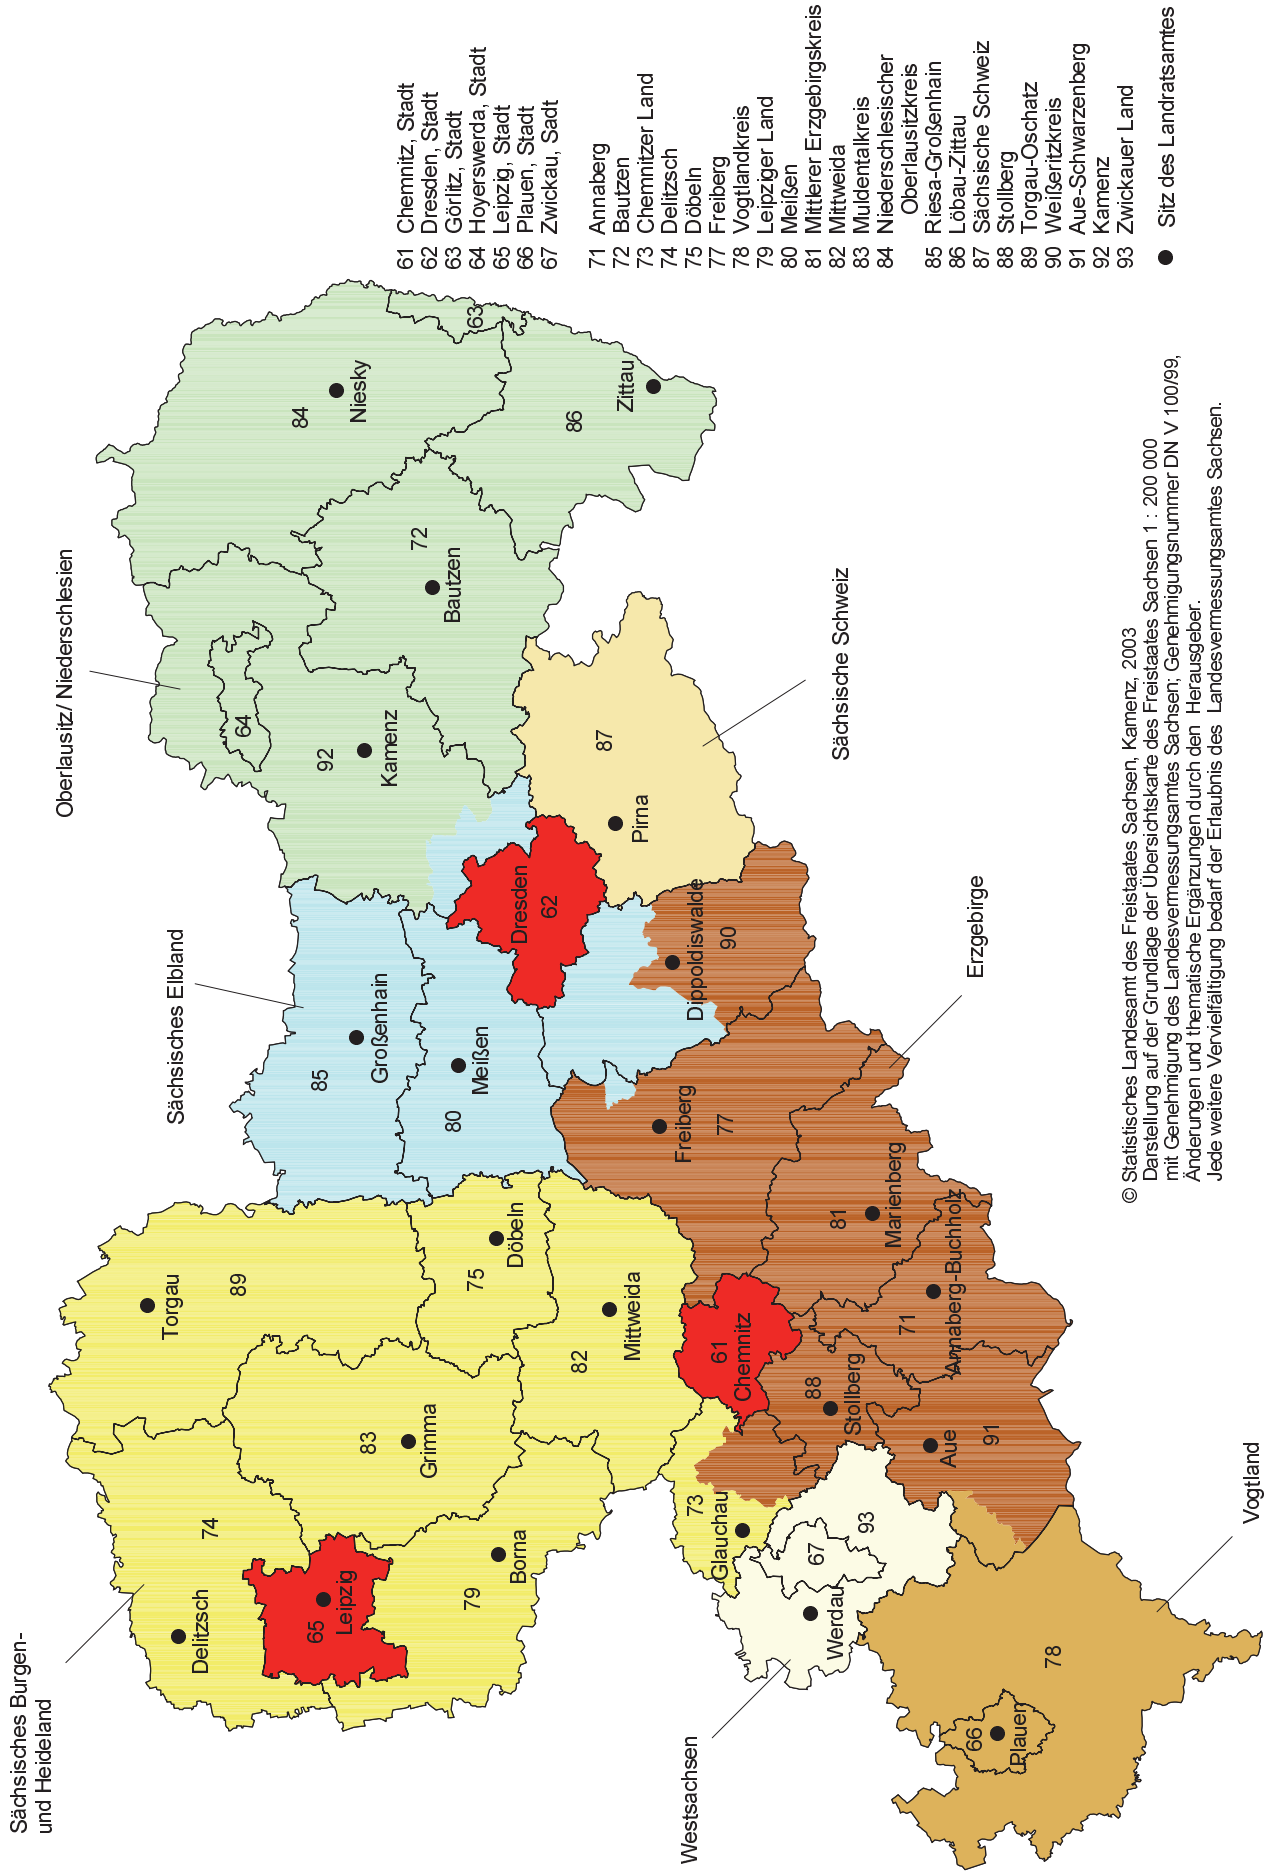 Sächsisches Burgen-
und Heideland
Sächsisches Elbland
Oberlausitz/ Niederschlesien
Westsachsen
Vogtland
Erzgebirge
Sächsische Schweiz
Delitzsch
74
65
Leipzig
79
Borna
83
Grimma
Torgau
89
75
Döbeln
82
Mittweida
85
Großenhain
80
Meißen
Dresden
62
92
Kamenz
64
72
Bautzen
84
Niesky
63
86
Zittau
87
Pirna
Dippoldiswalde
90
Freiberg
77
81
Marienberg
71
Annaberg-Buchholz
61
Chemnitz
88
Stollberg
Aue
91
73
Glauchau
67
93
Werdau
78
66
Plauen
61 Chemnitz, Stadt
62 Dresden, Stadt
63 Görlitz, Stadt
64 Hoyerswerda, Stadt
65 Leipzig, Stadt
66 Plauen, Stadt
67 Zwickau, Sadt
71 Annaberg
72 Bautzen
73 Chemnitzer Land
74 Delitzsch
75 Döbeln
77 Freiberg
78 Vogtlandkreis
79 Leipziger Land
80 Meißen
81 Mittlerer Erzgebirgskreis
82 Mittweida
83 Muldentalkreis
84 Niederschlesischer
Oberlausitzkreis
85 Riesa-Großenhain
86 Löbau-Zittau
87 Sächsische Schweiz
88 Stollberg
89 Torgau-Oschatz
90 Weißeritzkreis
91 Aue-Schwarzenberg
92 Kamenz
93 Zwickauer Land
Sitz des Landratsamtes
© Statistisches Landesamt des Freistaates Sachsen, Kamenz, 2003
Darstellung auf der Grundlage der Übersichtskarte des Freistaates Sachsen 1 : 200 000
mit Genehmigung des Landesvermessungsamtes Sachsen; Genehmigungsnummer DN V 100/99,
Änderungen und thematische Ergänzungen durch den Herausgeber.
Jede weitere Vervielfältigung bedarf der Erlaubnis des Landesvermessungsamtes Sachsen.